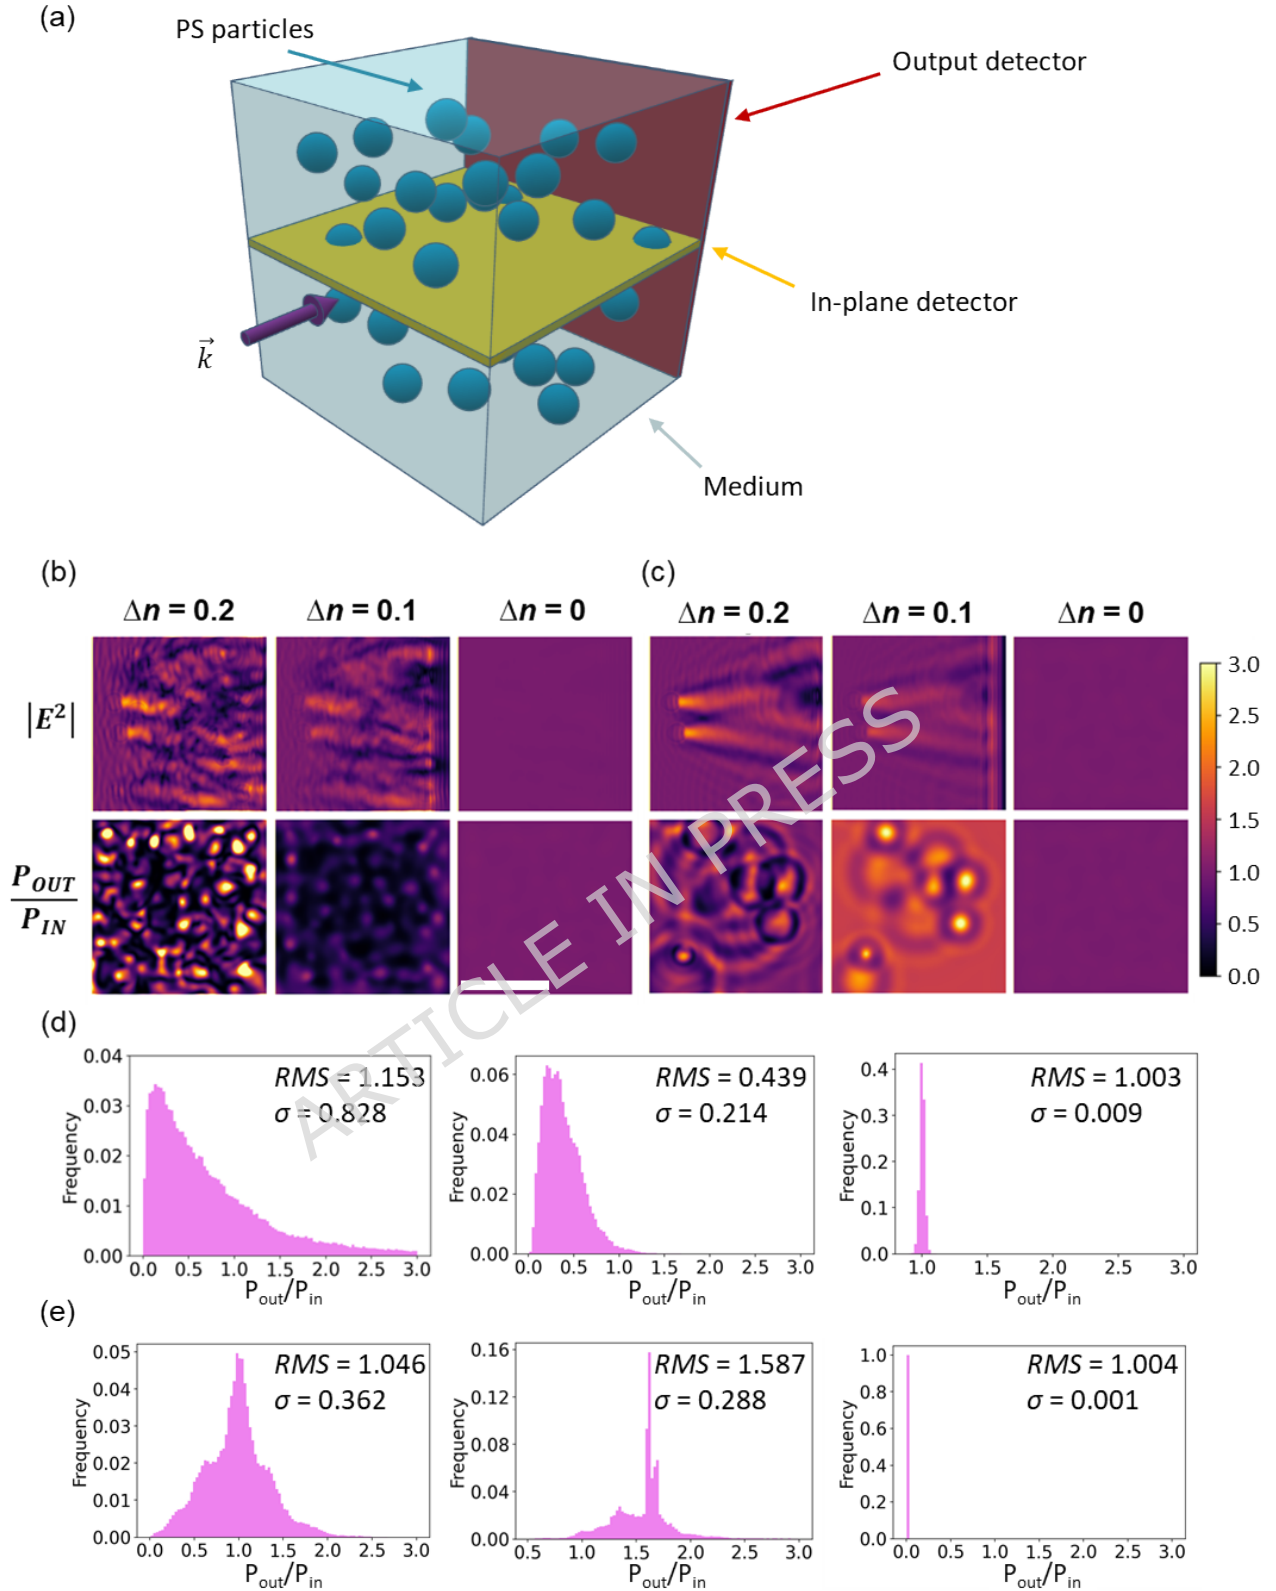 (a)
PS particles
Output detector
In-plane detector
k⃗
Medium
(b) (c)
Δn = 0.2 Δn = 0.1 Δn = 0 Δn = 0.2 Δn = 0.1 Δn = 0
|E²|
P_OUT
P_IN
3.0
2.5
2.0
1.5
1.0
0.5
0.0
ARTICLE IN PRESS
(d)
0.04
0.03
0.02
0.01
0.00
Frequency
RMS = 1.153
σ = 0.828
0.0 0.5 1.0 1.5 2.0 2.5 3.0
P_out/P_in
0.06
0.04
0.02
0.00
Frequency
RMS = 0.439
σ = 0.214
0.0 0.5 1.0 1.5 2.0 2.5 3.0
P_out/P_in
0.4
0.3
0.2
0.1
0.0
Frequency
RMS = 1.003
σ = 0.009
1.0 1.5 2.0 2.5 3.0
P_out/P_in
(e)
0.05
0.04
0.03
0.02
0.01
0.00
Frequency
RMS = 1.046
σ = 0.362
0.0 0.5 1.0 1.5 2.0 2.5 3.0
P_out/P_in
0.16
0.12
0.08
0.04
0.00
Frequency
RMS = 1.587
σ = 0.288
0.5 1.0 1.5 2.0 2.5 3.0
P_out/P_in
1.0
0.8
0.6
0.4
0.2
0.0
Frequency
RMS = 1.004
σ = 0.001
0.0 0.5 1.0 1.5 2.0 2.5 3.0
P_out/P_in